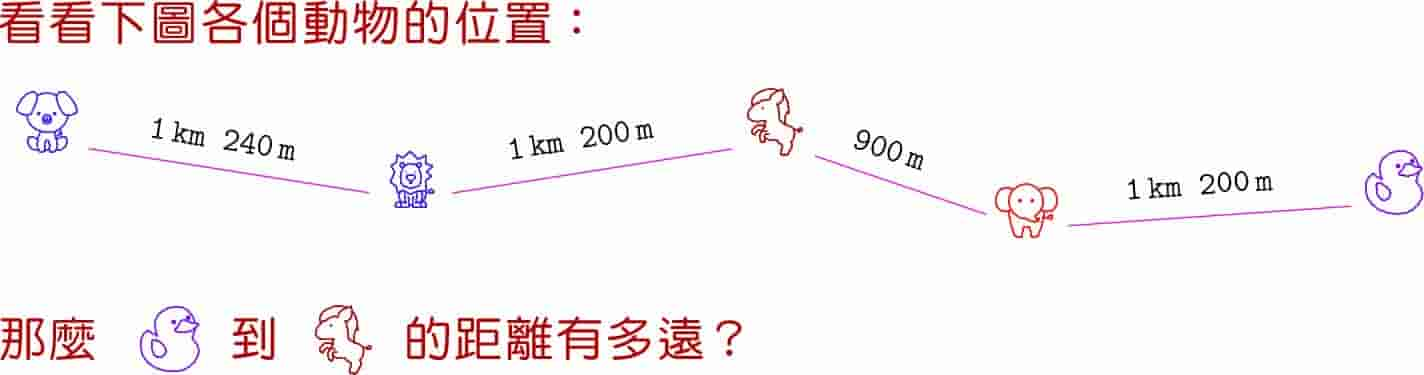 看看下圖各個動物的位置：
1 km 240 m
1 km 200 m
900 m
1 km 200 m
那麼 到 的距離有多遠？